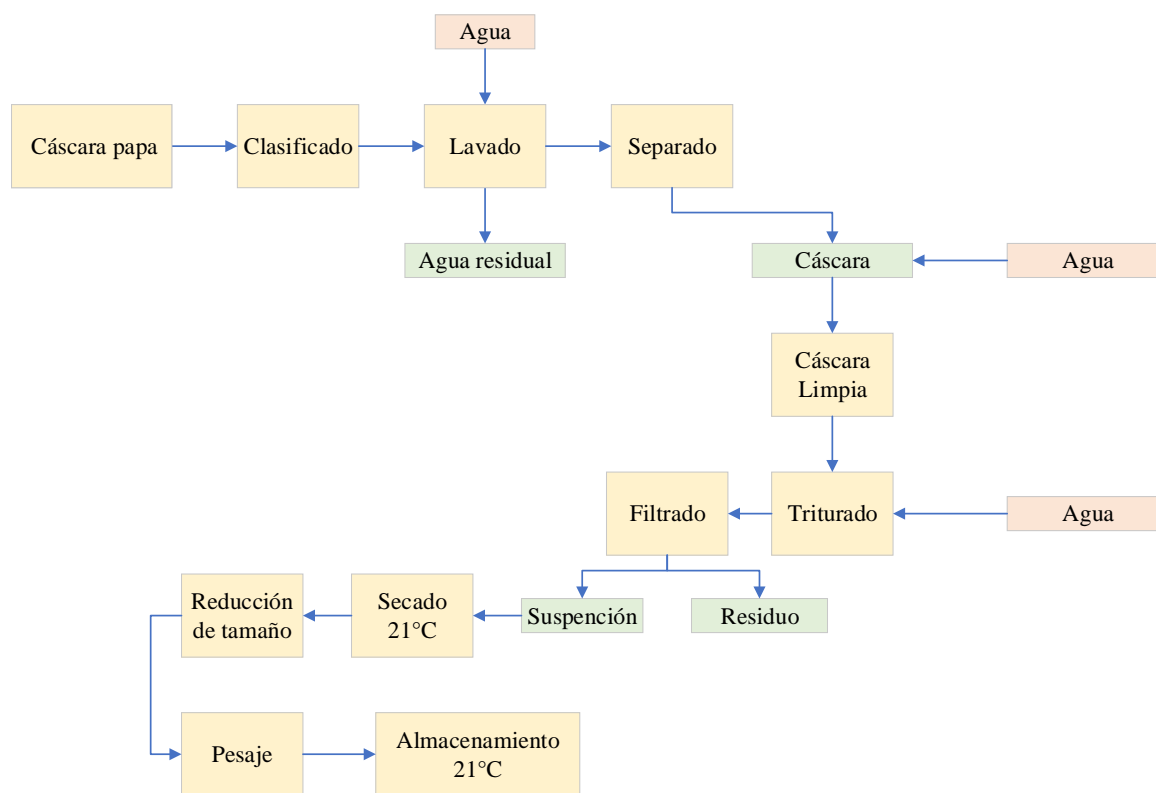 Agua
Cáscara papa
Clasificado
Lavado
Separado
Agua residual
Cáscara
Agua
Cáscara
Limpia
Filtrado
Triturado
Agua
Reducción
de tamaño
Secado
21°C
Suspención
Residuo
Pesaje
Almacenamiento
21°C